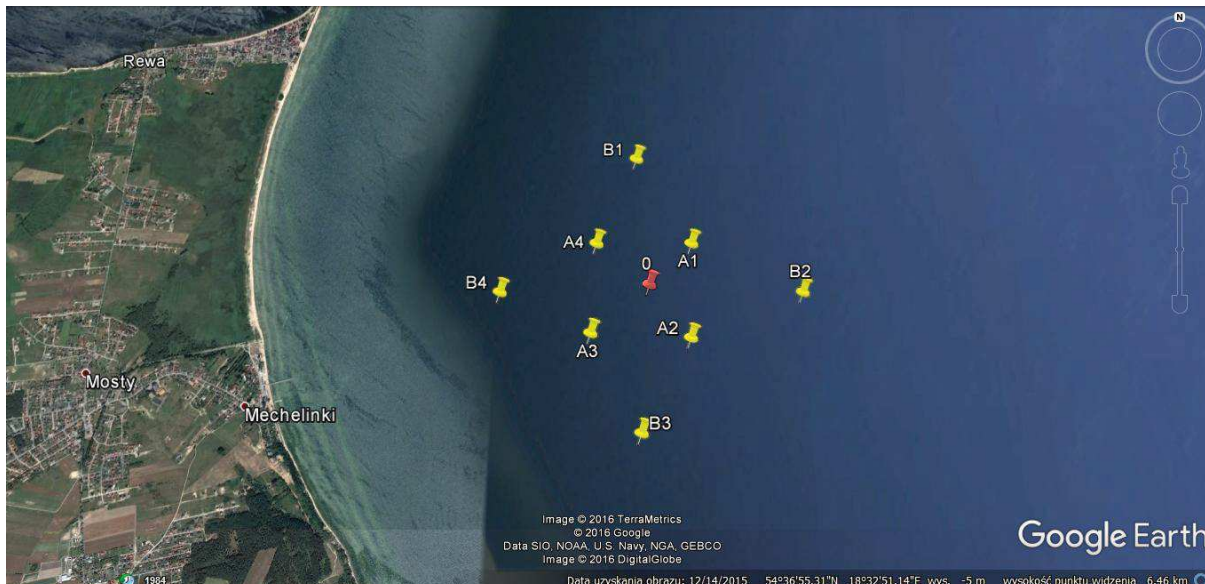 N
Rewa
B1
A4
A1
0
B4
B2
A3
A2
Mosty
Mechelinki
B3
Image © 2016 TerraMetrics
© 2016 Google
Data SIO, NOAA, U.S. Navy, NGA, GEBCO
Image © 2016 DigitalGlobe
Google Earth
1984
Data uzyskania obrazu: 12/14/2015 54°36'55.31"N 18°32'51.14"E wys. -5 m wysokość punktu widzenia 6.46 km